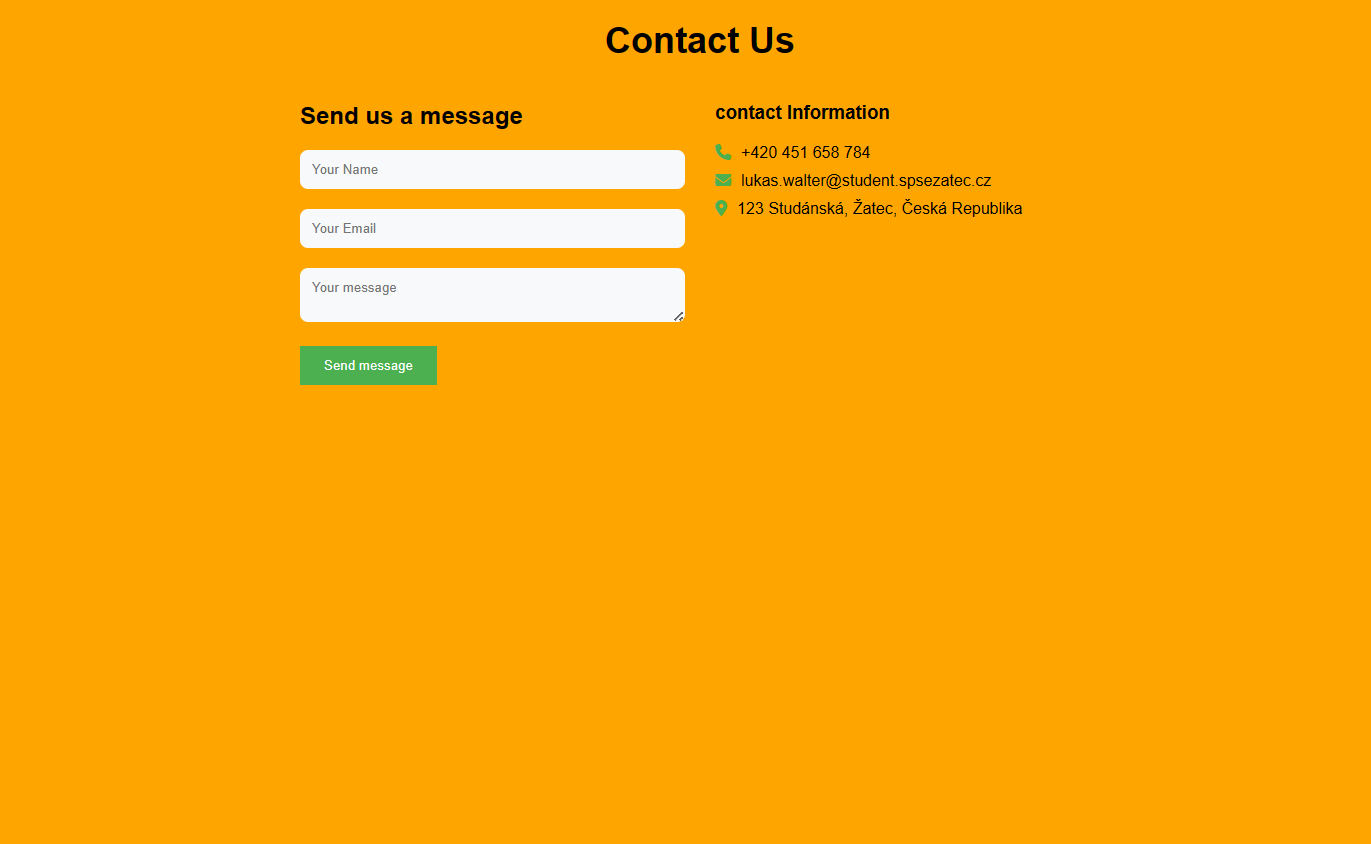 Contact Us
Send us a message
Your Name
Your Email
Your message
Send message
contact Information
+420 451 658 784
lukas.walter@student.spsezatec.cz
123 Studánská, Žatec, Česká Republika